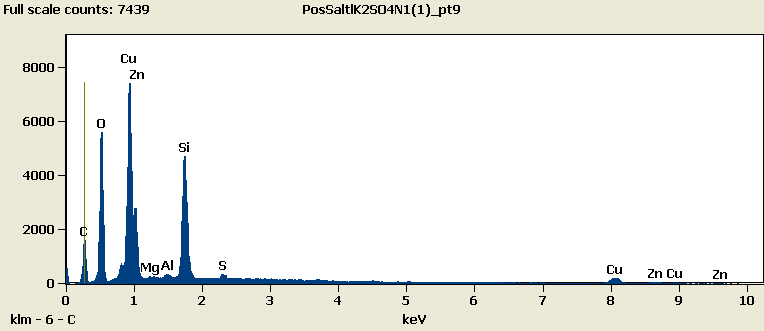 Full scale counts: 7439 PosSaltlK2SO4N1(1)_pt9
8000
6000
4000
2000
0
Cu
Zn
O
Si
C
Mg Al S
Cu Zn Cu Zn
0 1 2 3 4 5 6 7 8 9 10
klm - 6 - C keV